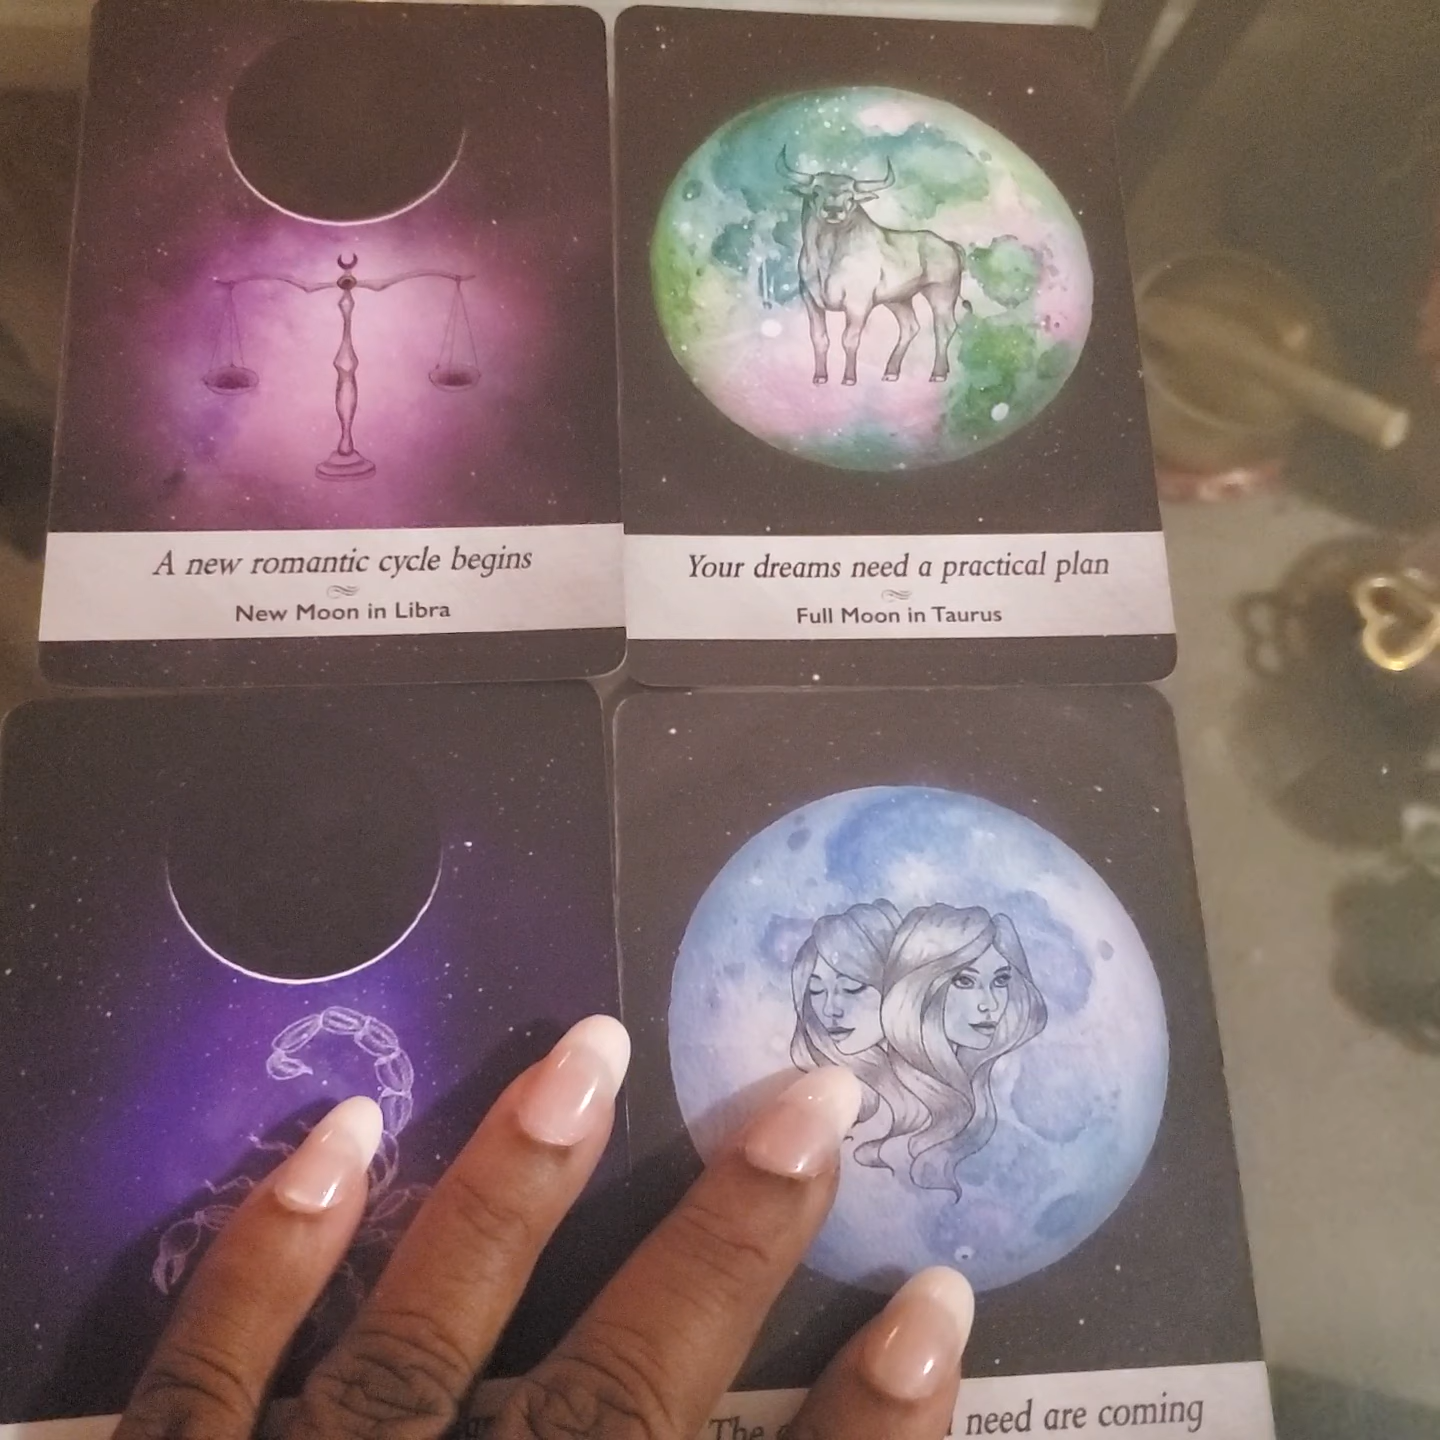 A new romantic cycle begins
New Moon in Libra
Your dreams need a practical plan
Full Moon in Taurus
The need are coming